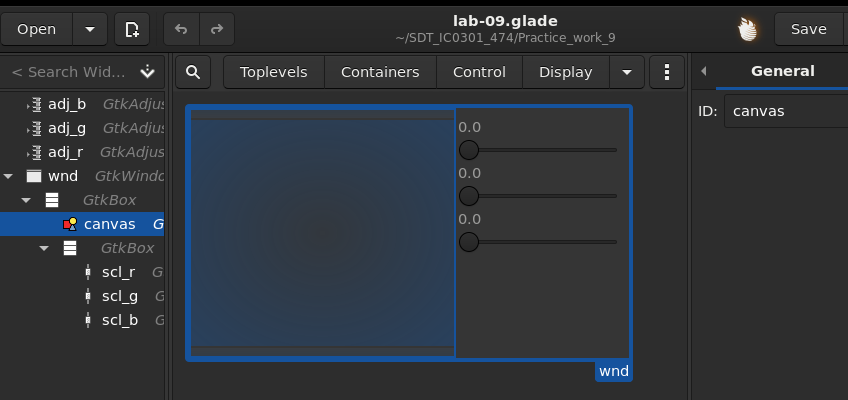 Open
lab-09.glade
~/SDT_IC0301_474/Practice_work_9
Save
< Search Wid...
Toplevels
Containers
Control
Display
General
adj_b GtkAdjus
adj_g GtkAdjus
adj_r GtkAdjus
wnd GtkWindo
GtkBox
canvas G
GtkBox
scl_r G
scl_g G
scl_b G
0.0
0.0
0.0
wnd
ID: canvas